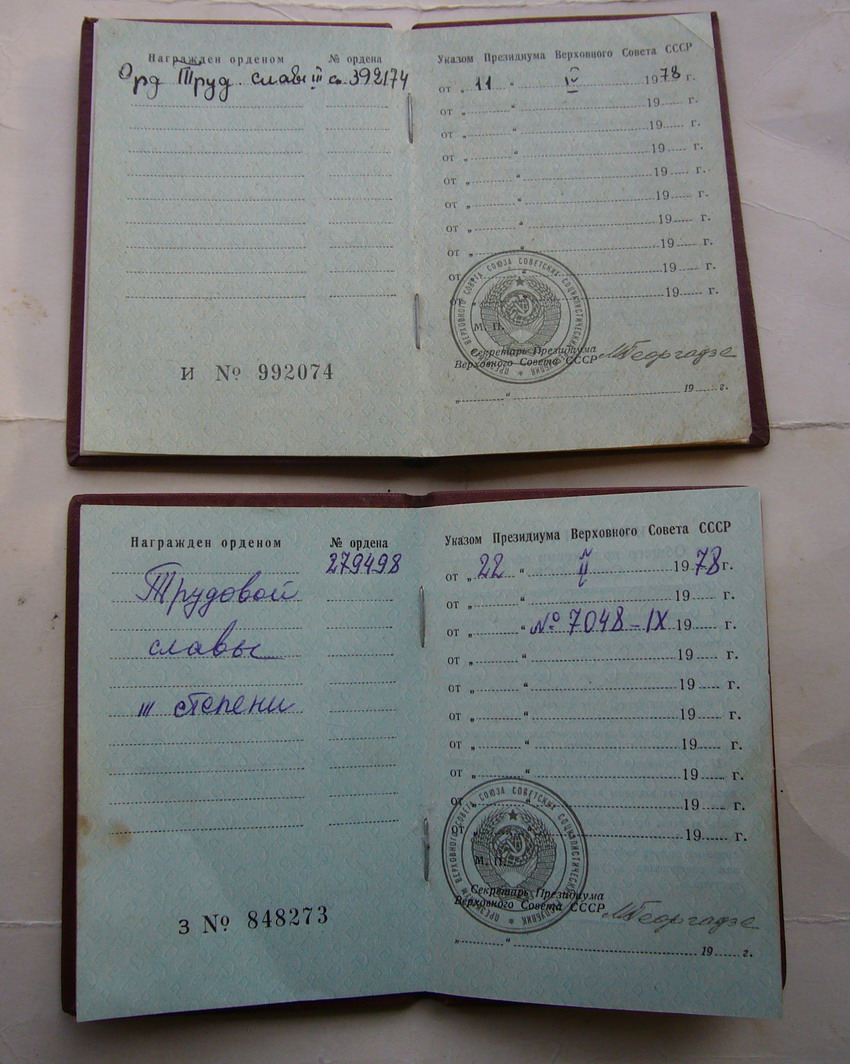 Награжден орденом № ордена
Орд Труд славы III ст. 392174
И № 992074
Указом Президиума Верховного Совета СССР
от „ 11 “ IV 1978 г.
от „ “ 19 г.
от „ “ 19 г.
от „ “ 19 г.
от „ “ 19 г.
от „ “ 19 г.
от „ “ 19 г.
от „ “ 19 г.
от „ “ 19 г.
от „ “ 19 г.
М. П.
Секретарь Президиума
Верховного Совета СССР МГеоргадзе
„ “ 19 г.
Награжден орденом № ордена
279498
Трудовой
славы
III степени
З № 848273
Указом Президиума Верховного Совета СССР
от „ 22 “ II 1978 г.
от „ “ 19 г.
от „ “ № 7048-IX 19 г.
от „ “ 19 г.
от „ “ 19 г.
от „ “ 19 г.
от „ “ 19 г.
от „ “ 19 г.
от „ “ 19 г.
от „ “ 19 г.
М. П.
Секретарь Президиума
Верховного Совета СССР МГеоргадзе
„ “ 19 г.